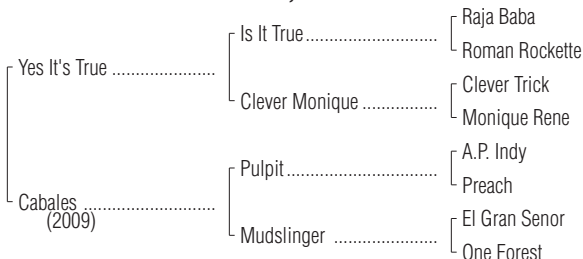 Raja Baba
Is It True
Roman Rockette
Yes It's True
Clever Trick
Clever Monique
Monique Rene
A.P. Indy
Pulpit
Preach
Cabales
(2009)
El Gran Senor
Mudslinger
One Forest